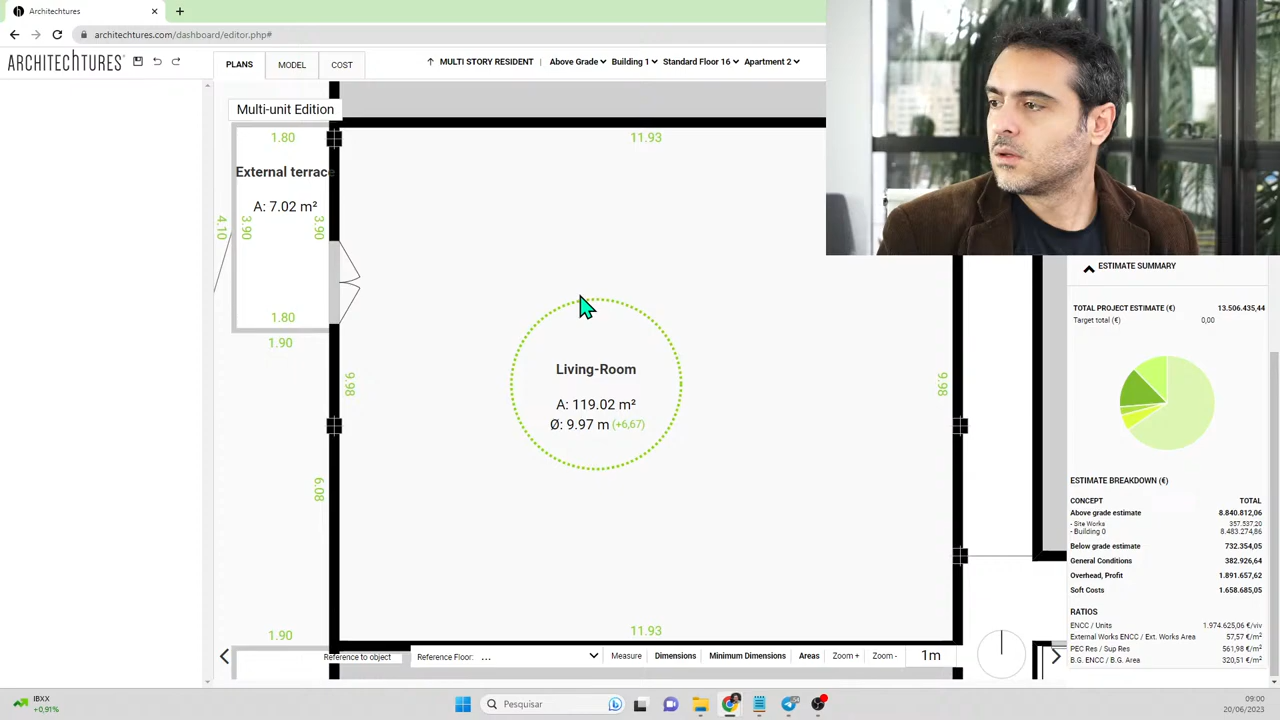 Architechtures
architechtures.com/dashboard/editor.php#
ARCHITECHTURES
PLANS
MODEL
COST
MULTI STORY RESIDENT
Above Grade
Building 1
Standard Floor 16
Apartment 2
Multi-unit Edition
1.80
11.93
External terrace
A: 7.02 m²
4.10
3.90
3.90
1.80
1.90
9.98
9.98
Living-Room
A: 119.02 m²
Ø: 9.97 m (+6,67)
6.08
1.90
11.93
Reference to object
Reference Floor: ...
Measure
Dimensions
Minimum Dimensions
Areas
Zoom +
Zoom -
1m
ESTIMATE SUMMARY
TOTAL PROJECT ESTIMATE (€) 13.506.435,44
Target total (€) 0,00
ESTIMATE BREAKDOWN (€)
CONCEPT TOTAL
Above grade estimate 8.840.812,06
- Site Works 357.537,20
- Building 0 8.483.274,86
Below grade estimate 732.354,05
General Conditions 382.926,64
Overhead, Profit 1.891.657,62
Soft Costs 1.658.685,05
RATIOS
ENCC / Units 1.974.625,06 €/viv
External Works ENCC / Ext. Works Area 57,57 €/m²
PEC Res / Sup Res 561,98 €/m²
B.G. ENCC / B.G. Area 320,51 €/m²
IBXX
+0,91%
Pesquisar
09:00
20/06/2023